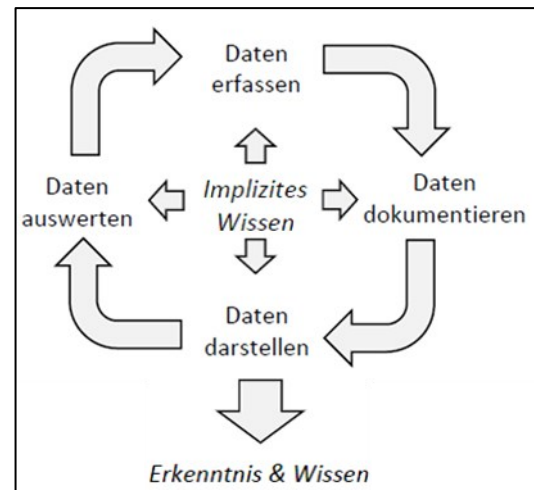 Daten
erfassen
Daten
auswerten
Implizites
Wissen
Daten
dokumentieren
Daten
darstellen
Erkenntnis & Wissen